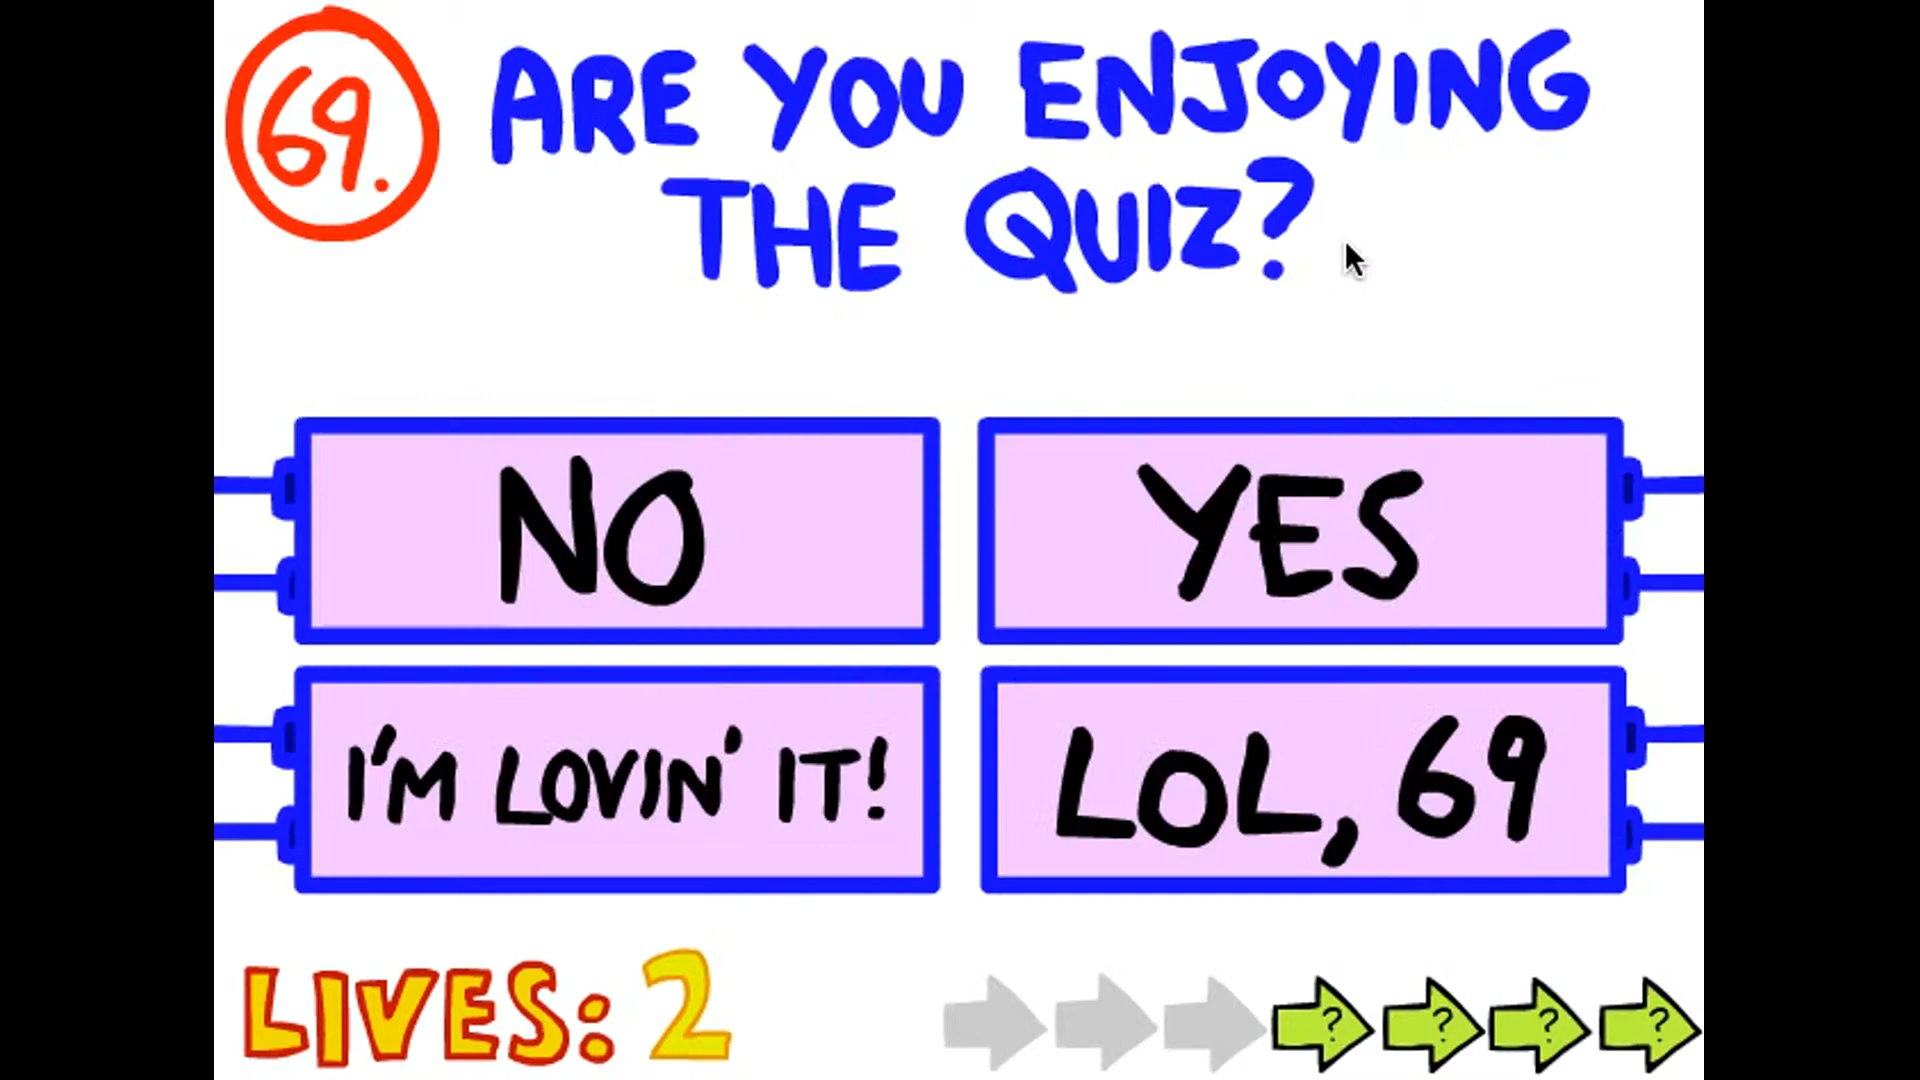 69.
ARE YOU ENJOYING
THE QUIZ?
NO
YES
I'M LOVIN' IT!
LOL, 69
LIVES: 2
? ? ? ?